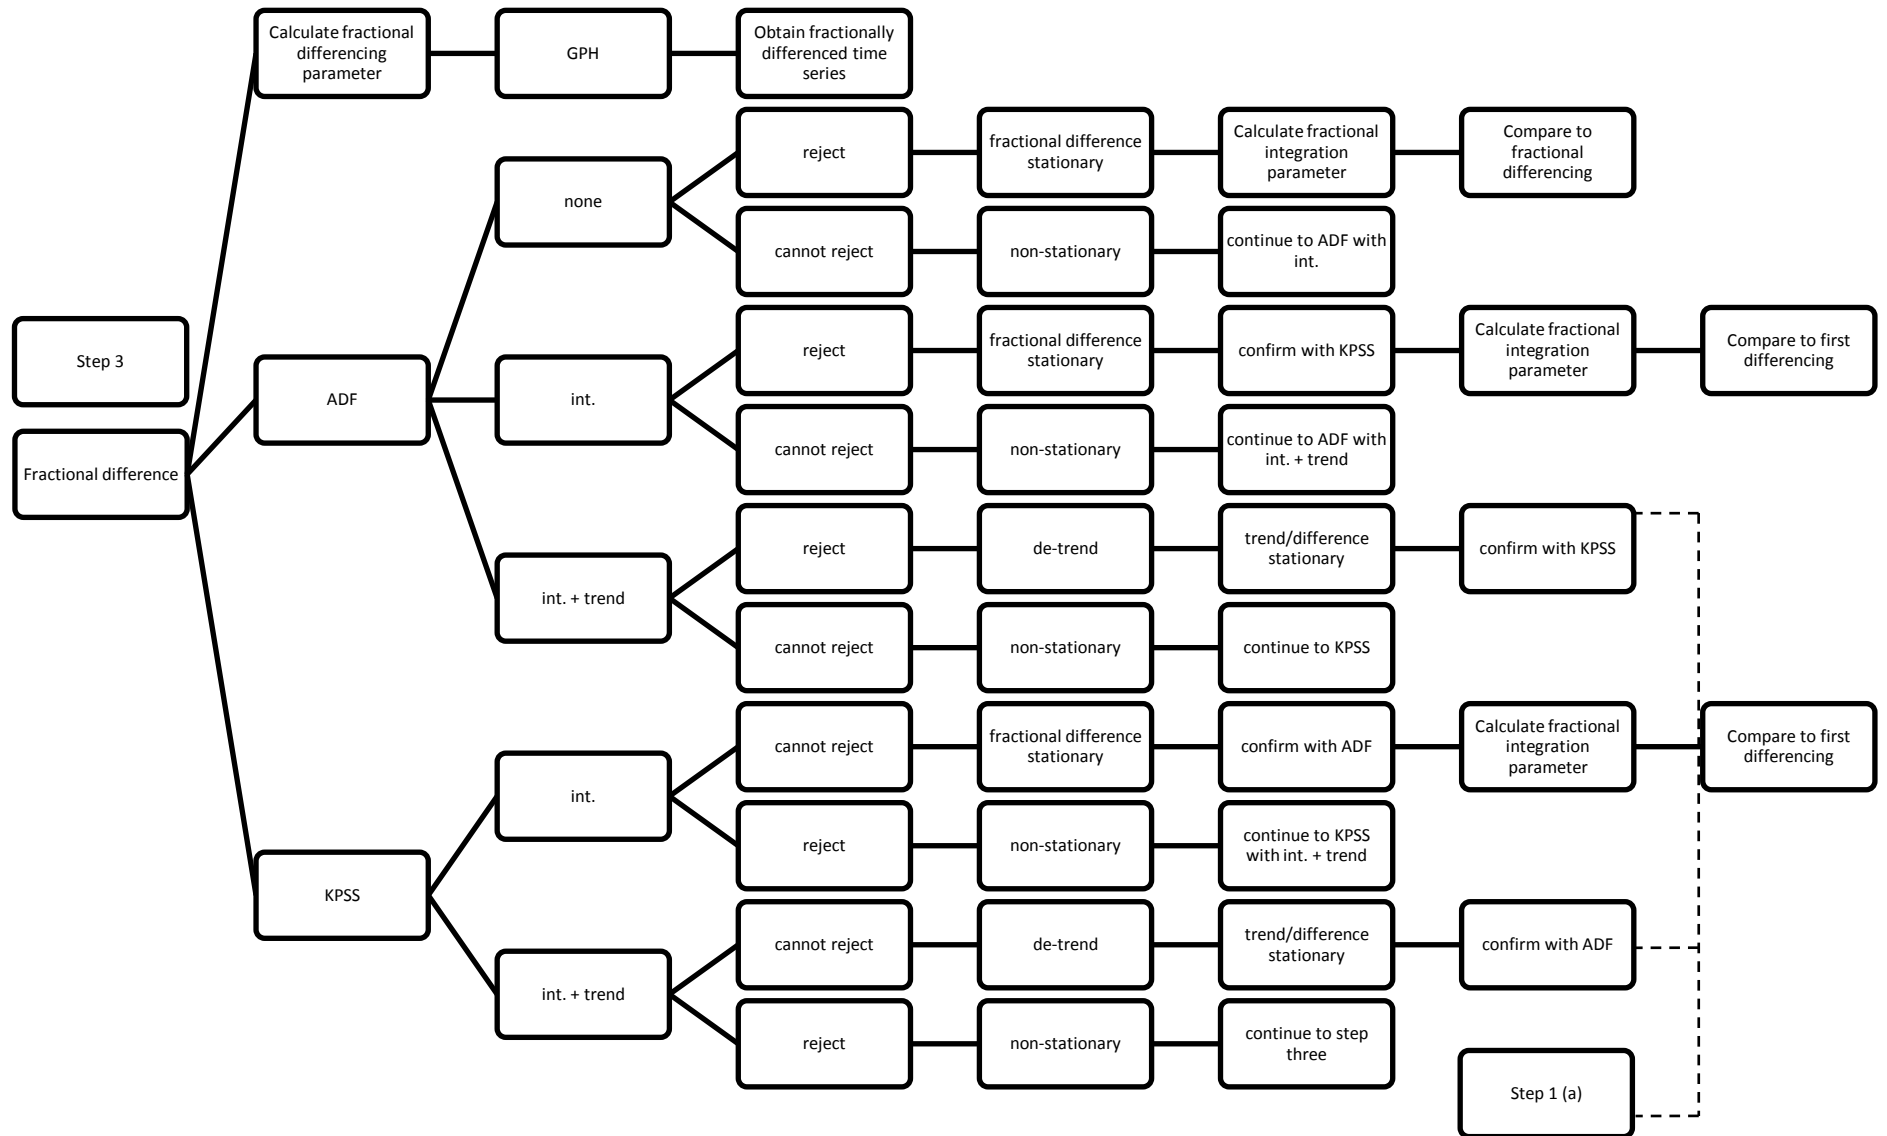 Calculate fractional
differencing
parameter
GPH
Obtain fractionally
differenced time
series
reject
fractional difference
stationary
Calculate fractional
integration
parameter
Compare to
fractional
differencing
none
cannot reject
non-stationary
continue to ADF with
int.
Step 3
reject
fractional difference
stationary
confirm with KPSS
Calculate fractional
integration
parameter
Compare to first
differencing
ADF
int.
cannot reject
non-stationary
continue to ADF with
int. + trend
Fractional difference
reject
de-trend
trend/difference
stationary
confirm with KPSS
int. + trend
cannot reject
non-stationary
continue to KPSS
cannot reject
fractional difference
stationary
confirm with ADF
Calculate fractional
integration
parameter
Compare to first
differencing
int.
reject
non-stationary
continue to KPSS
with int. + trend
KPSS
cannot reject
de-trend
trend/difference
stationary
confirm with ADF
int. + trend
reject
non-stationary
continue to step
three
Step 1 (a)